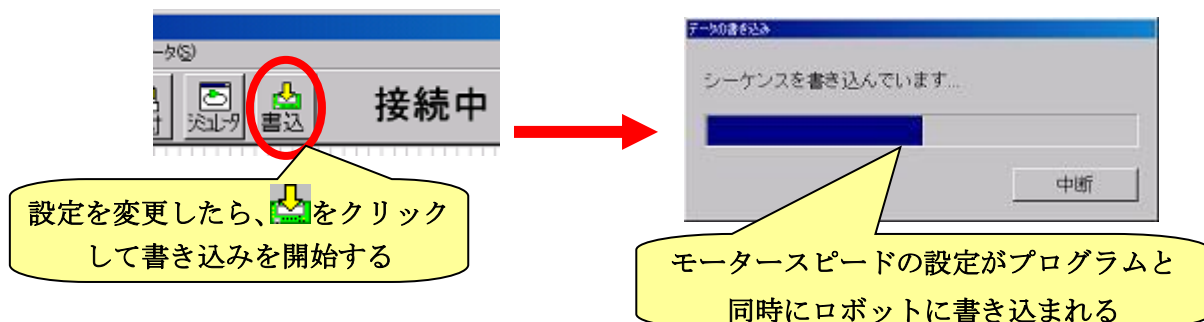 ータ(S)
シミュレータ
書込
接続中
設定を変更したら、をクリック
して書き込みを開始する
データの書き込み
シーケンスを書き込んでいます...
中断
モータースピードの設定がプログラムと
同時にロボットに書き込まれる